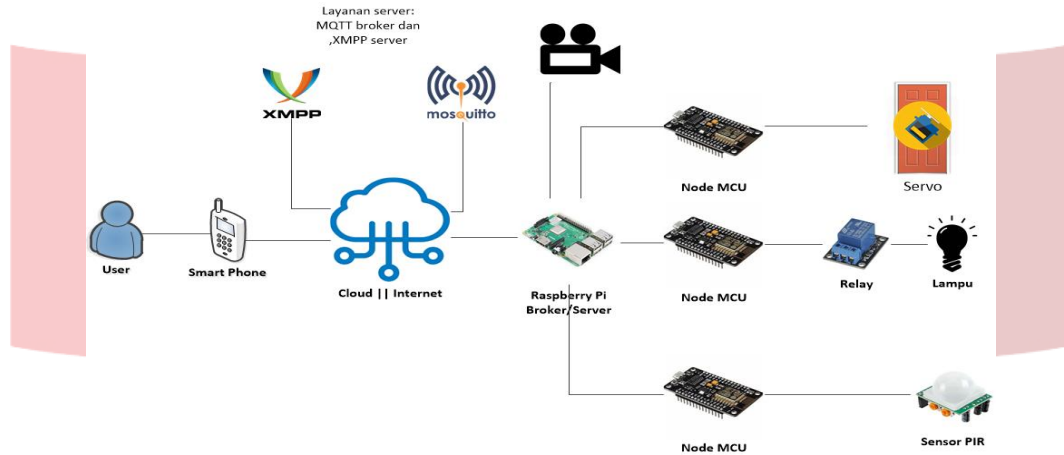 Layanan server:
MQTT broker dan
,XMPP server
XMPP
mosquitto
Node MCU
Servo
User
Smart Phone
Cloud || Internet
Raspberry Pi
Broker/Server
Node MCU
Relay
Lampu
Node MCU
Sensor PIR